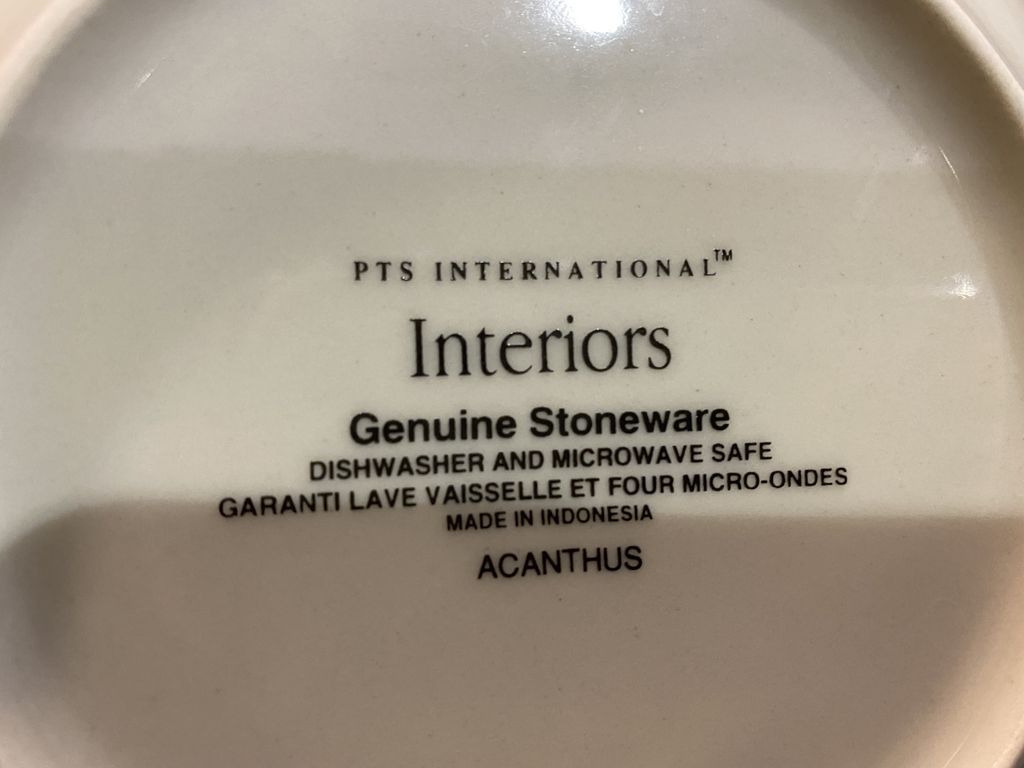 PTS INTERNATIONAL™
Interiors
Genuine Stoneware
DISHWASHER AND MICROWAVE SAFE
GARANTI LAVE VAISSELLE ET FOUR MICRO-ONDES
MADE IN INDONESIA
ACANTHUS